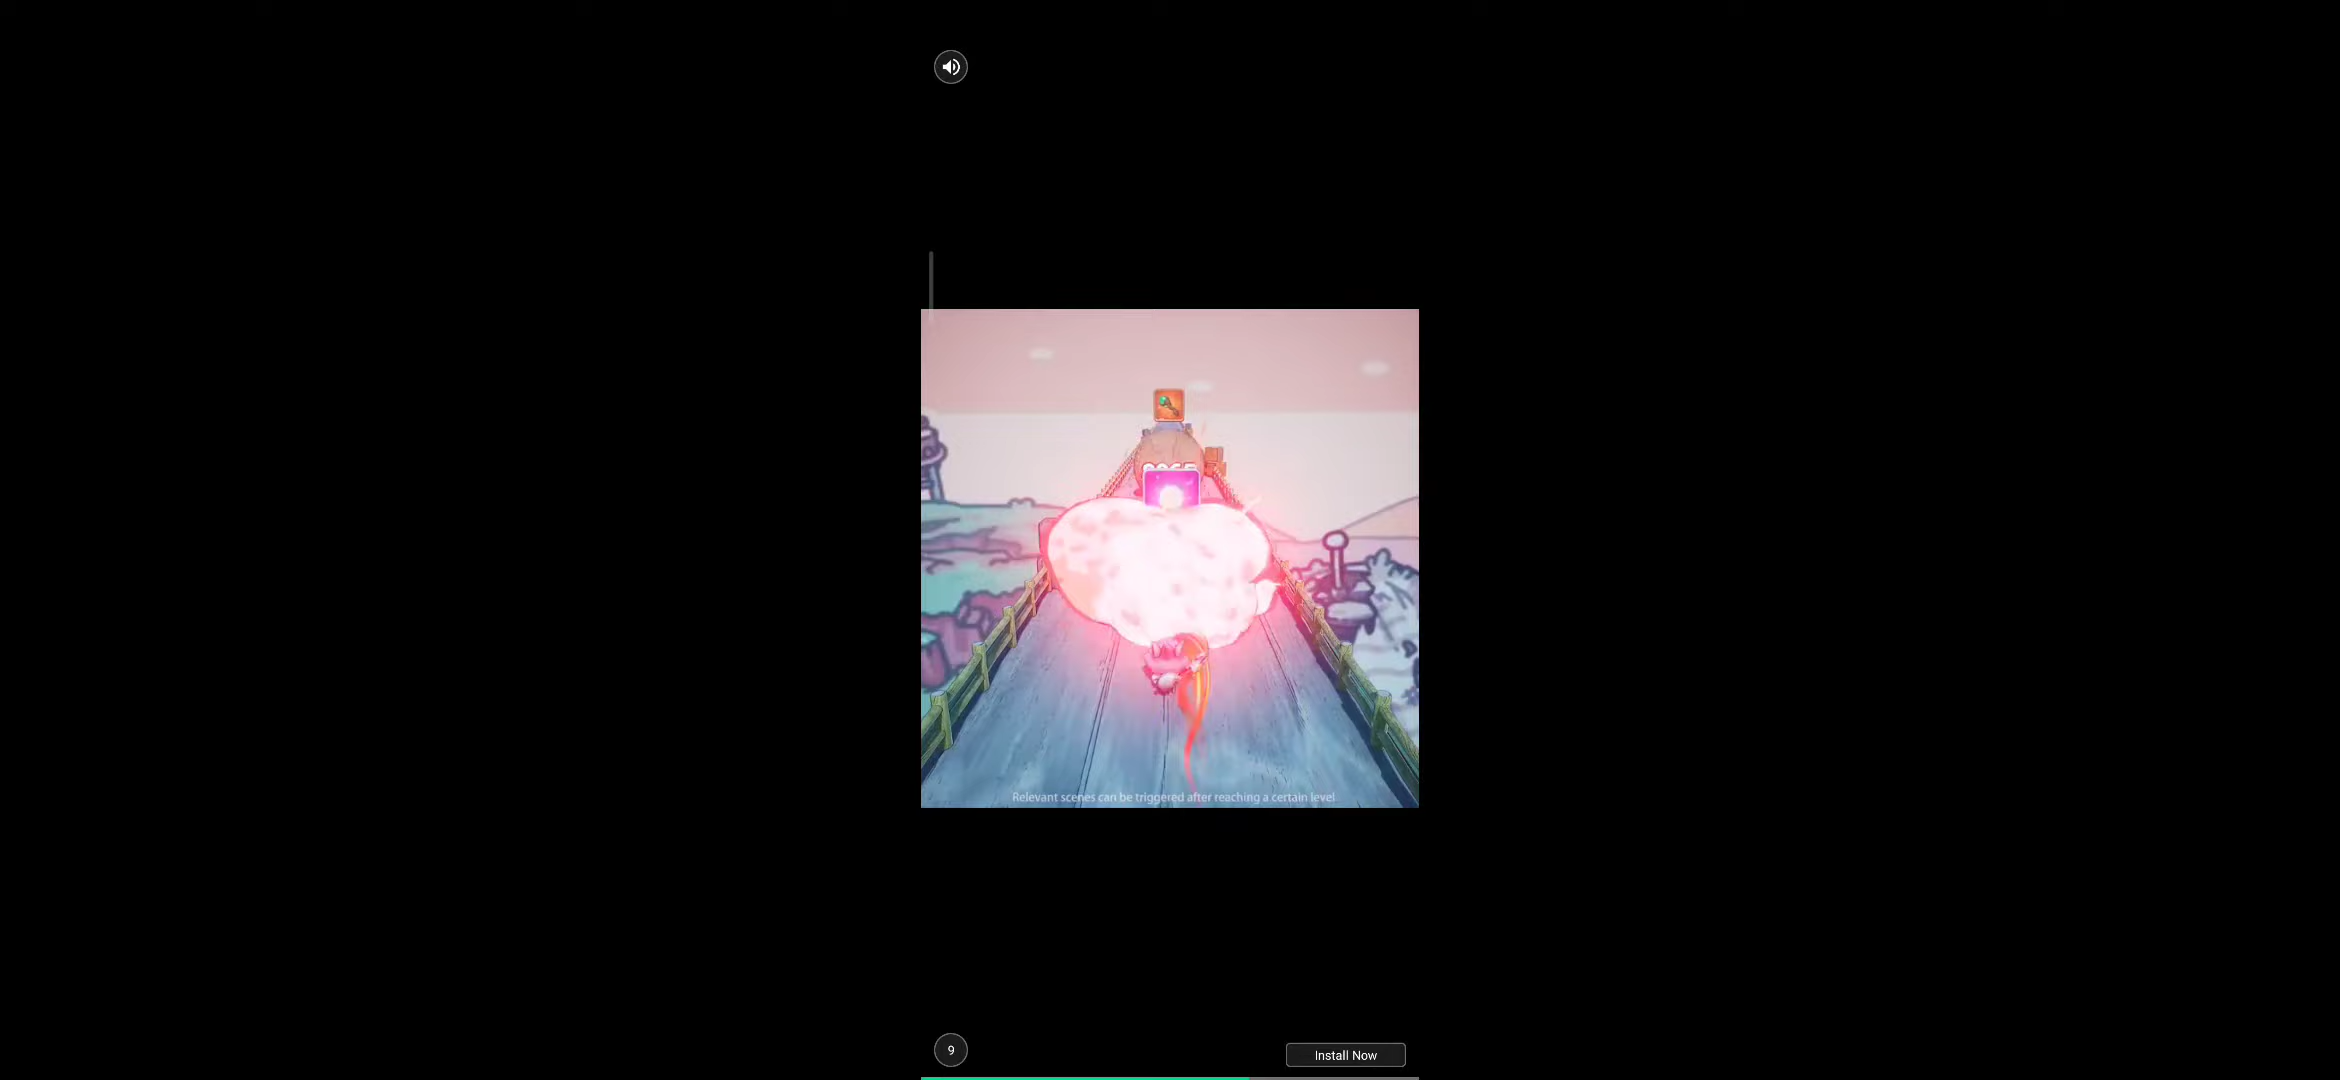 Relevant scenes can be triggered after reaching a certain level
9
Install Now